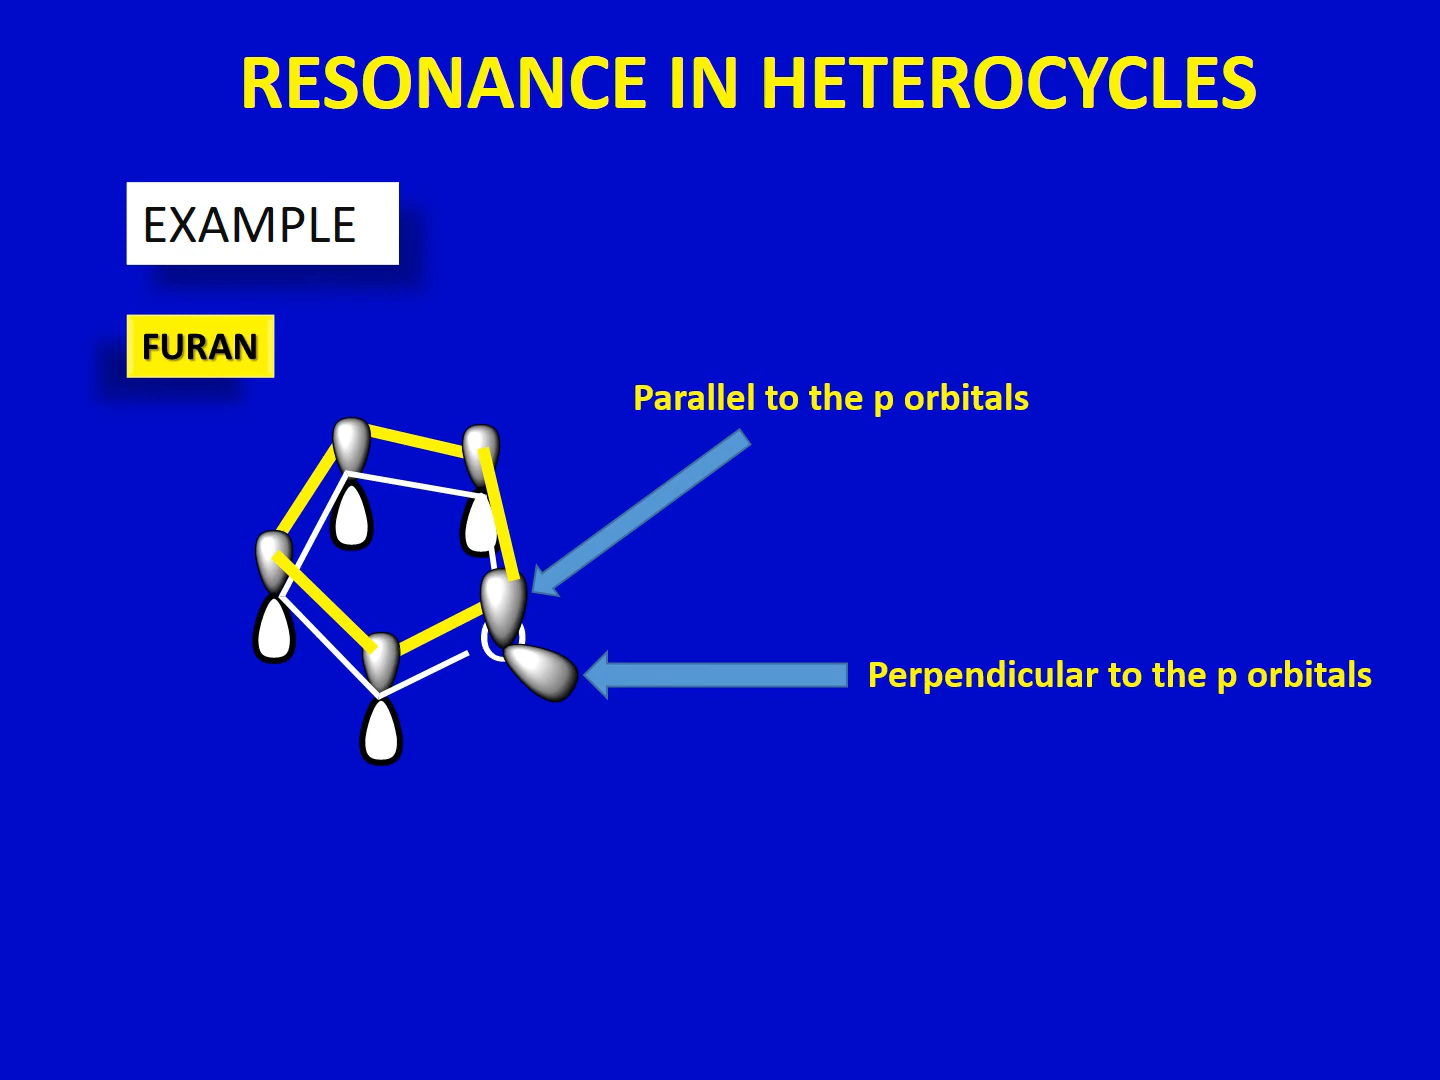 RESONANCE IN HETEROCYCLES
EXAMPLE
FURAN
Parallel to the p orbitals
O
Perpendicular to the p orbitals